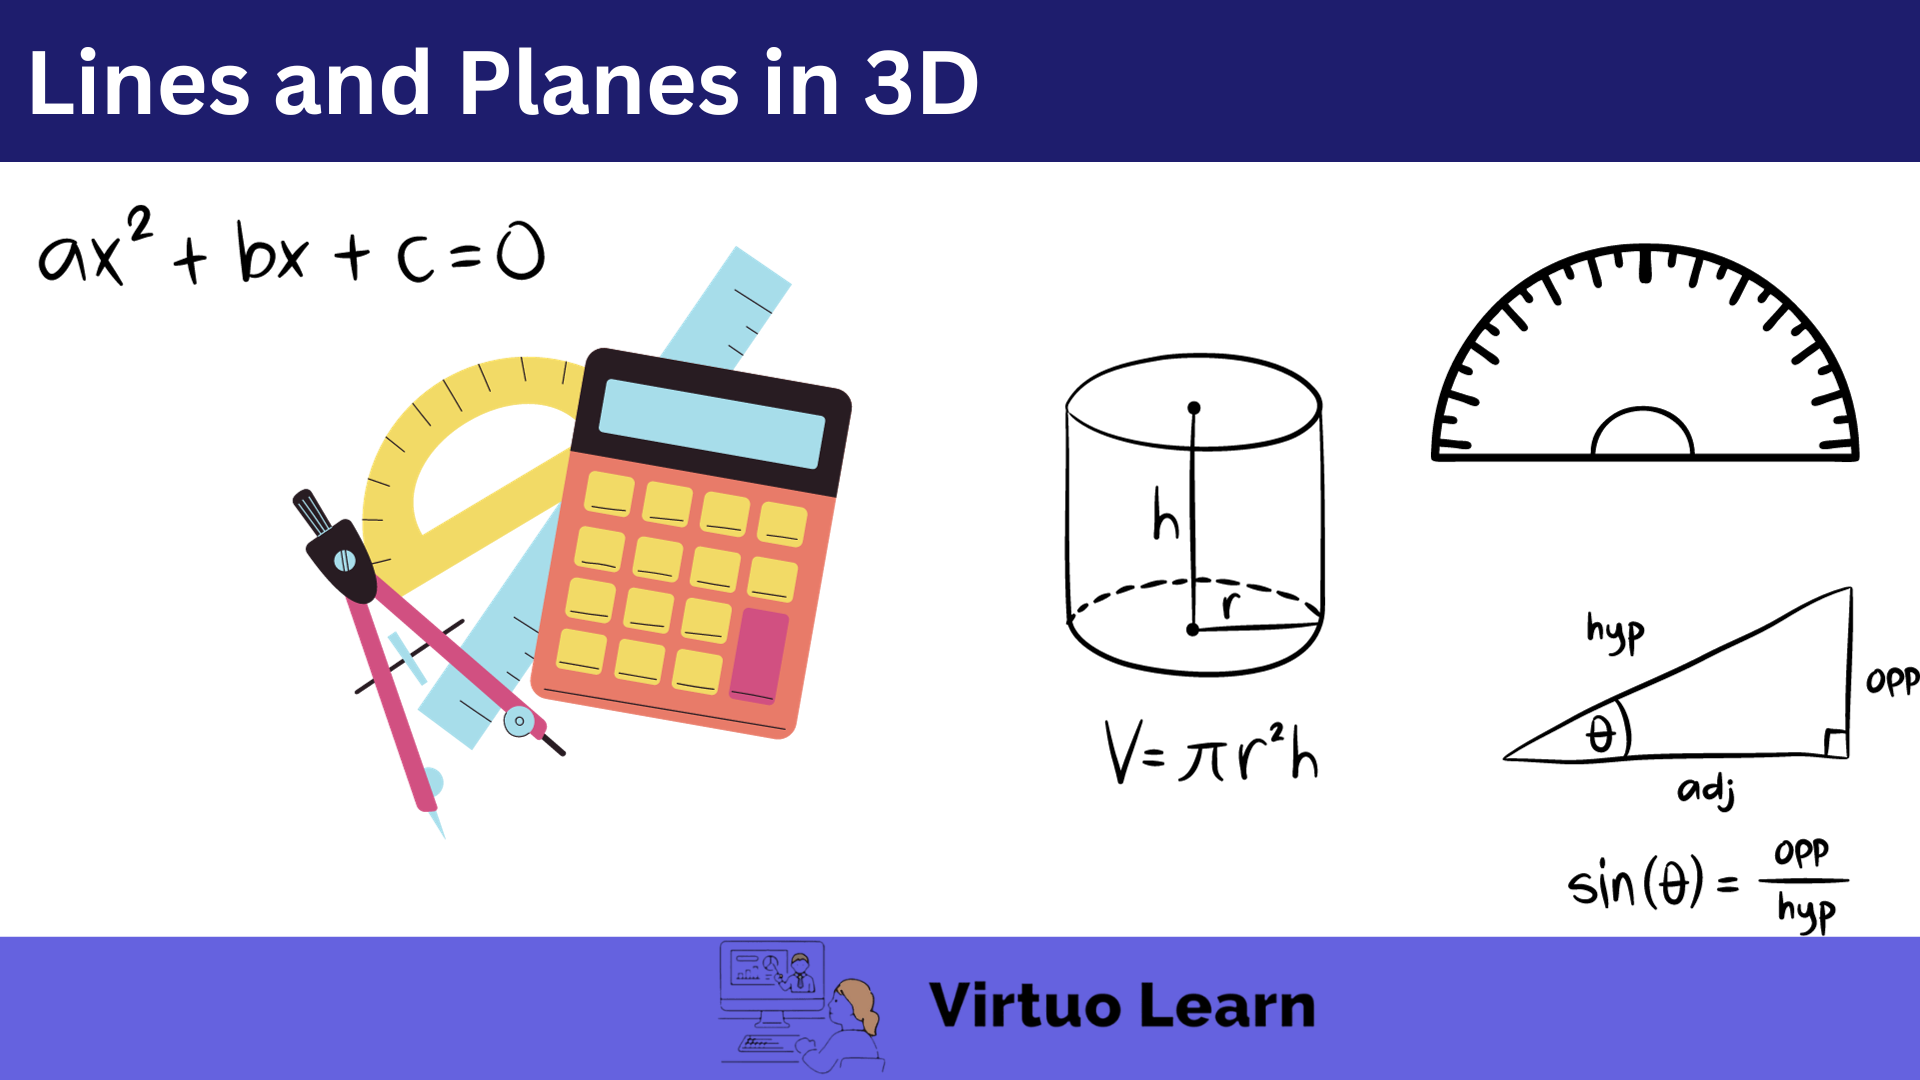 Lines and Planes in 3D
ax² + bx + c = 0
h
r
V = πr²h
hyp
opp
θ
adj
sin(θ) = opp/hyp
Virtuo Learn